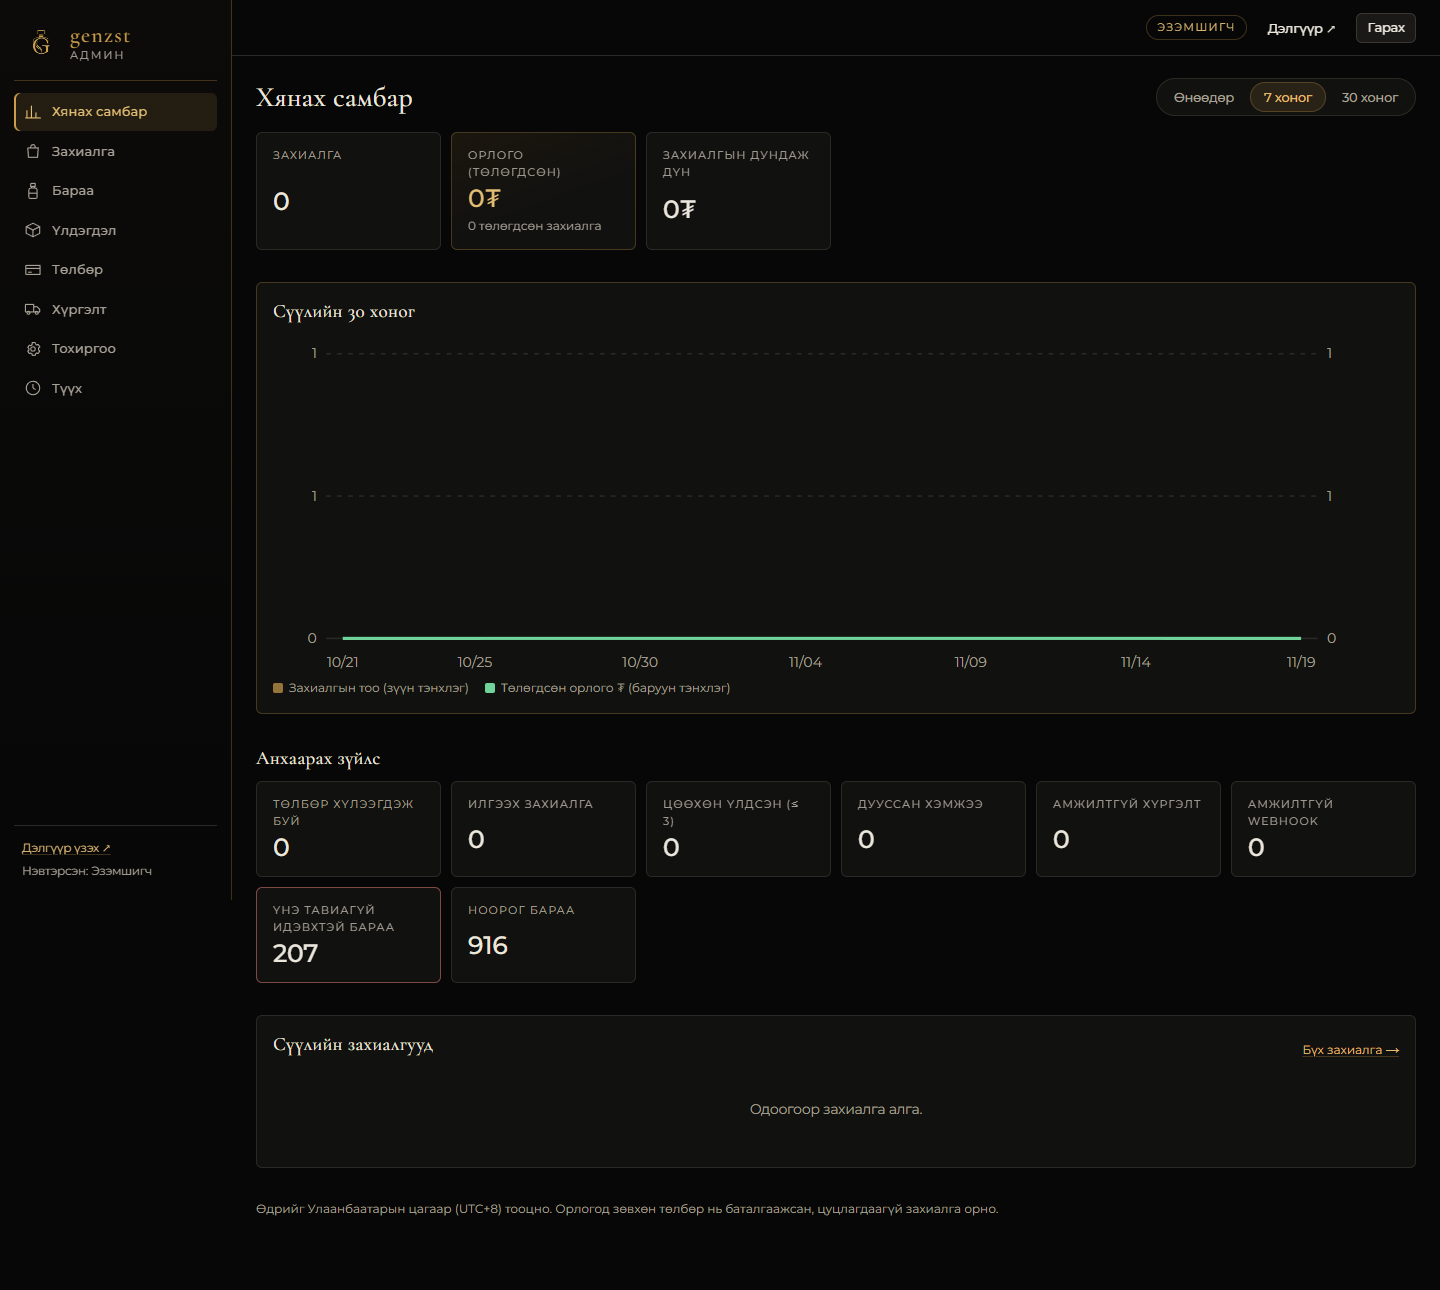 genzst
АДМИН
Хянах самбар
Захиалга
Бараа
Үлдэгдэл
Төлбөр
Хүргэлт
Тохиргоо
Түүх
Дэлгүүр үзэх ↗
Нэвтэрсэн: Эзэмшигч
ЭЗЭМШИГЧ
Дэлгүүр ↗
Гарах
Хянах самбар
Өнөөдөр
7 хоног
30 хоног
ЗАХИАЛГА
0
ОРЛОГО
(ТӨЛӨГДСӨН)
0₮
0 төлөгдсөн захиалга
ЗАХИАЛГЫН ДУНДАЖ
ДҮН
0₮
Сүүлийн 30 хоног
1 1
1 1
0 0
10/21 10/25 10/30 11/04 11/09 11/14 11/19
Захиалгын тоо (зүүн тэнхлэг) Төлөгдсөн орлого ₮ (баруун тэнхлэг)
Анхаарах зүйлс
ТӨЛБӨР ХҮЛЭЭГДЭЖ
БУЙ
0
ИЛГЭЭХ ЗАХИАЛГА
0
ЦӨӨХӨН ҮЛДСЭН (≤
3)
0
ДУУССАН ХЭМЖЭЭ
0
АМЖИЛТГҮЙ ХҮРГЭЛТ
0
АМЖИЛТГҮЙ
WEBHOOK
0
ҮНЭ ТАВИАГҮЙ
ИДЭВХТЭЙ БАРАА
207
НООРОГ БАРАА
916
Сүүлийн захиалгууд
Бүх захиалга →
Одоогоор захиалга алга.
Өдрийг Улаанбаатарын цагаар (UTC+8) тооцно. Орлогод зөвхөн төлбөр нь баталгаажсан, цуцлагдаагүй захиалга орно.